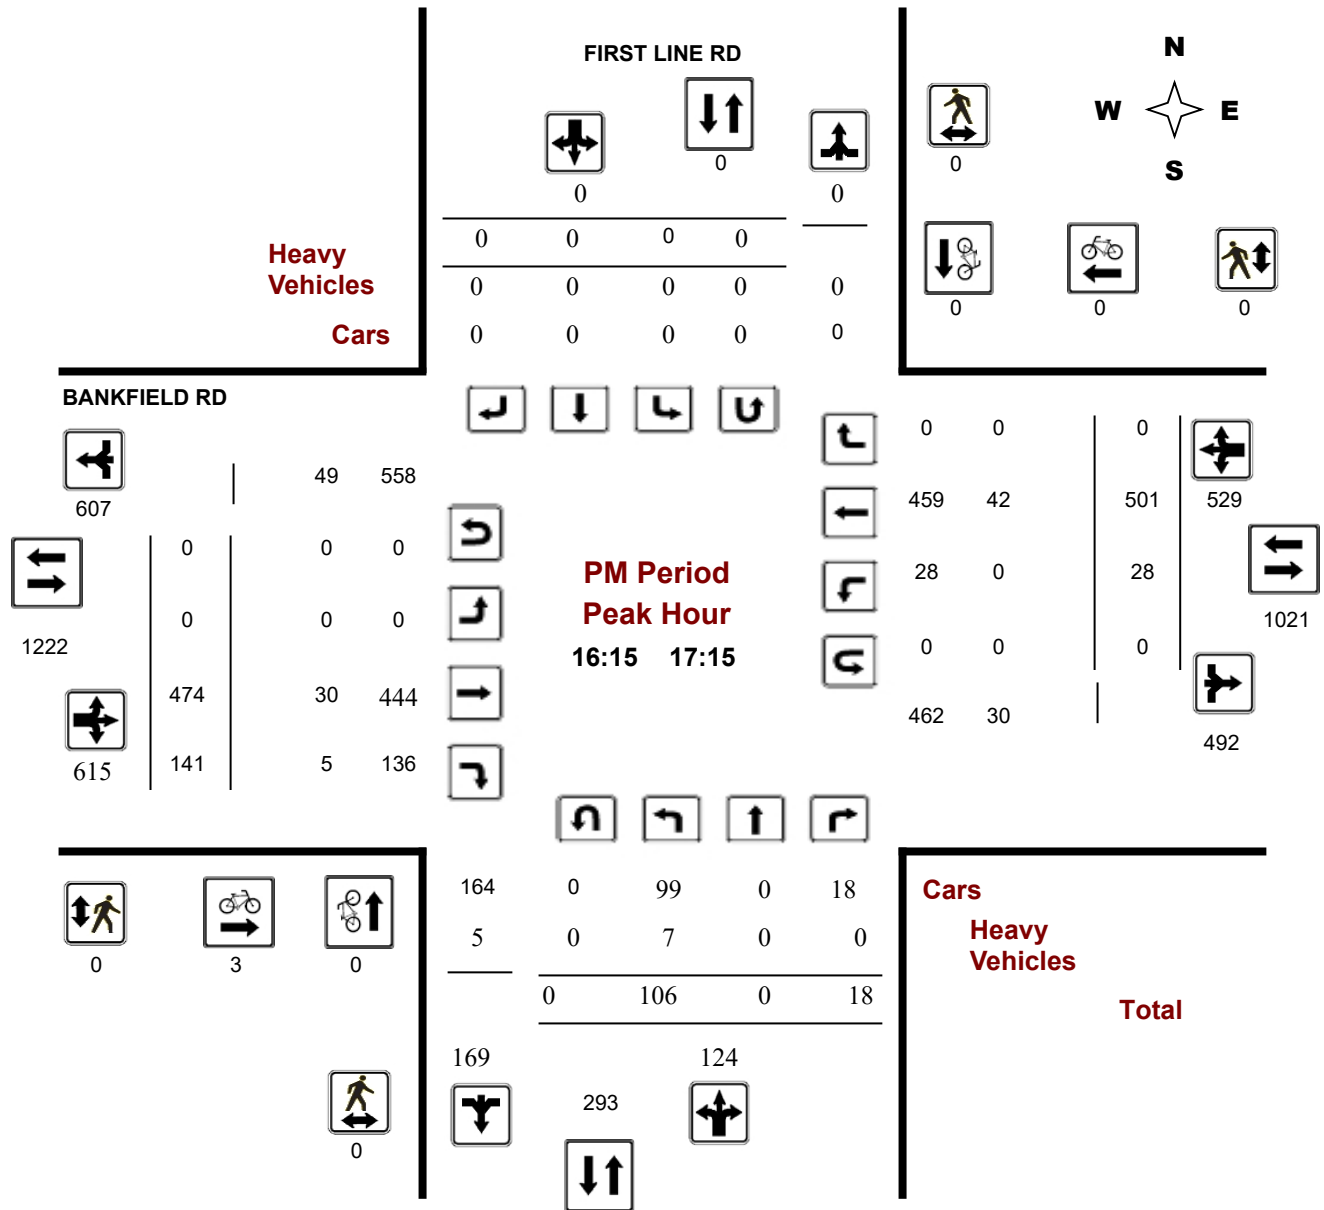 FIRST LINE RD
N
W E
S
0
0
0
0 0
0 0 0 0
Heavy
Vehicles
0 0 0 0 0
0 0 0
Cars
0 0 0 0 0
BANKFIELD RD
607
49 558
0 0 0
0 0 0
1222
474 30 444
615
141 5 136
PM Period
Peak Hour
16:15 17:15
0 0 0
459 42 501 529
28 0 28
1021
0 0 0
462 30
492
0 3 0
164 0 99 0 18
5 0 7 0 0
0 106 0 18
Cars
Heavy
Vehicles
Total
169 124
293
0